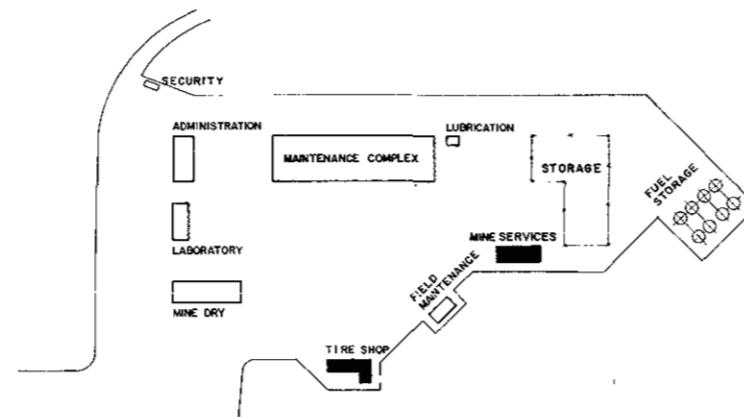 SECURITY
ADMINISTRATION
LUBRICATION
MAINTENANCE COMPLEX
STORAGE
FUEL
STORAGE
MINE SERVICES
LABORATORY
FIELD
MAINTENANCE
MINE DRY
TIRE SHOP